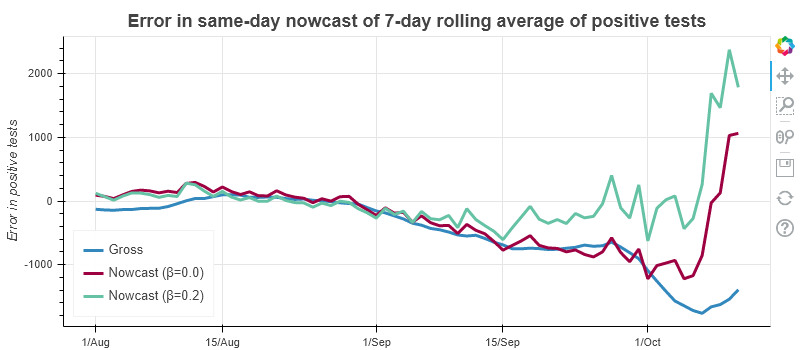 Error in same-day nowcast of 7-day rolling average of positive tests
Error in positive tests
2000
1000
0
-1000
Gross
Nowcast (β=0.0)
Nowcast (β=0.2)
1/Aug
15/Aug
1/Sep
15/Sep
1/Oct